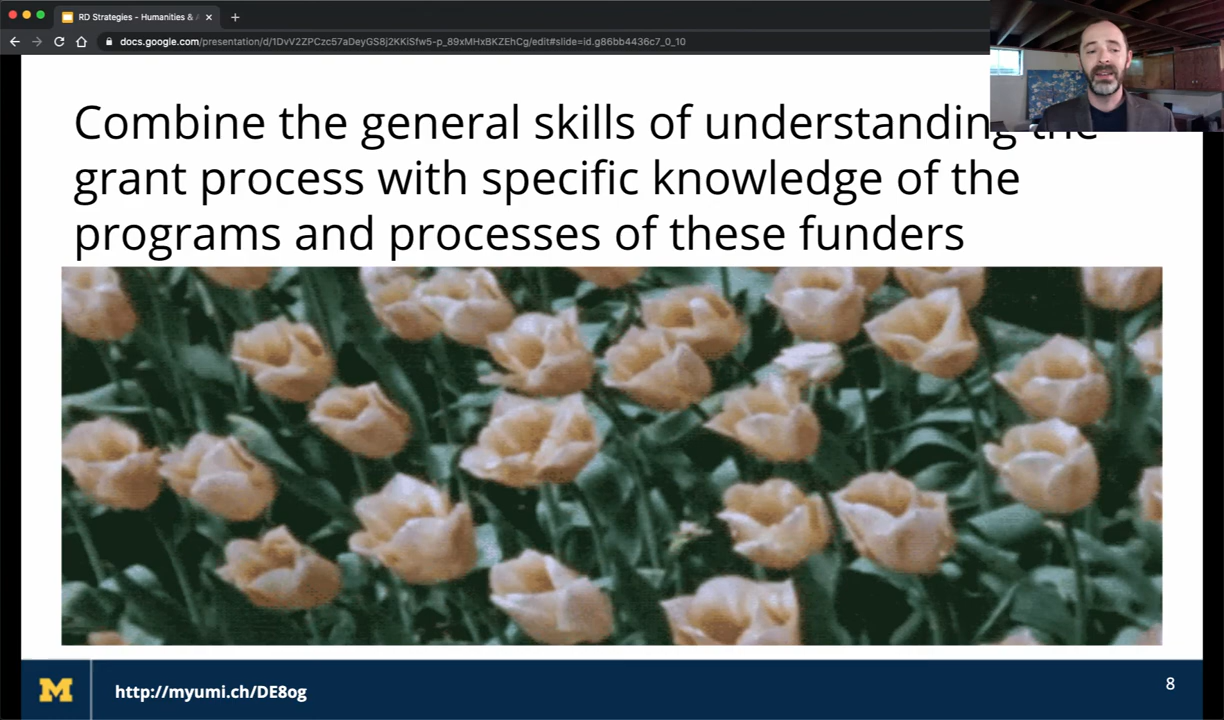 RD Strategies - Humanities &
docs.google.com/presentation/d/1DvV2ZPCzc57aDeyGS8j2KKiSfw5-p_89xMHxBKZEhCg/edit#slide=id.g86bb4436c7_0_10
Combine the general skills of understanding the
grant process with specific knowledge of the
programs and processes of these funders
M
http://myumi.ch/DE8og
8